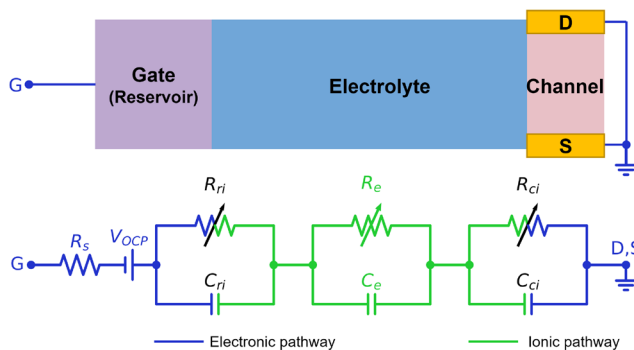 D
G
Gate
(Reservoir)
Electrolyte
Channel
S
R_ri
R_e
R_ci
R_s
V_OCP
G
D,S
C_ri
C_e
C_ci
Electronic pathway
Ionic pathway